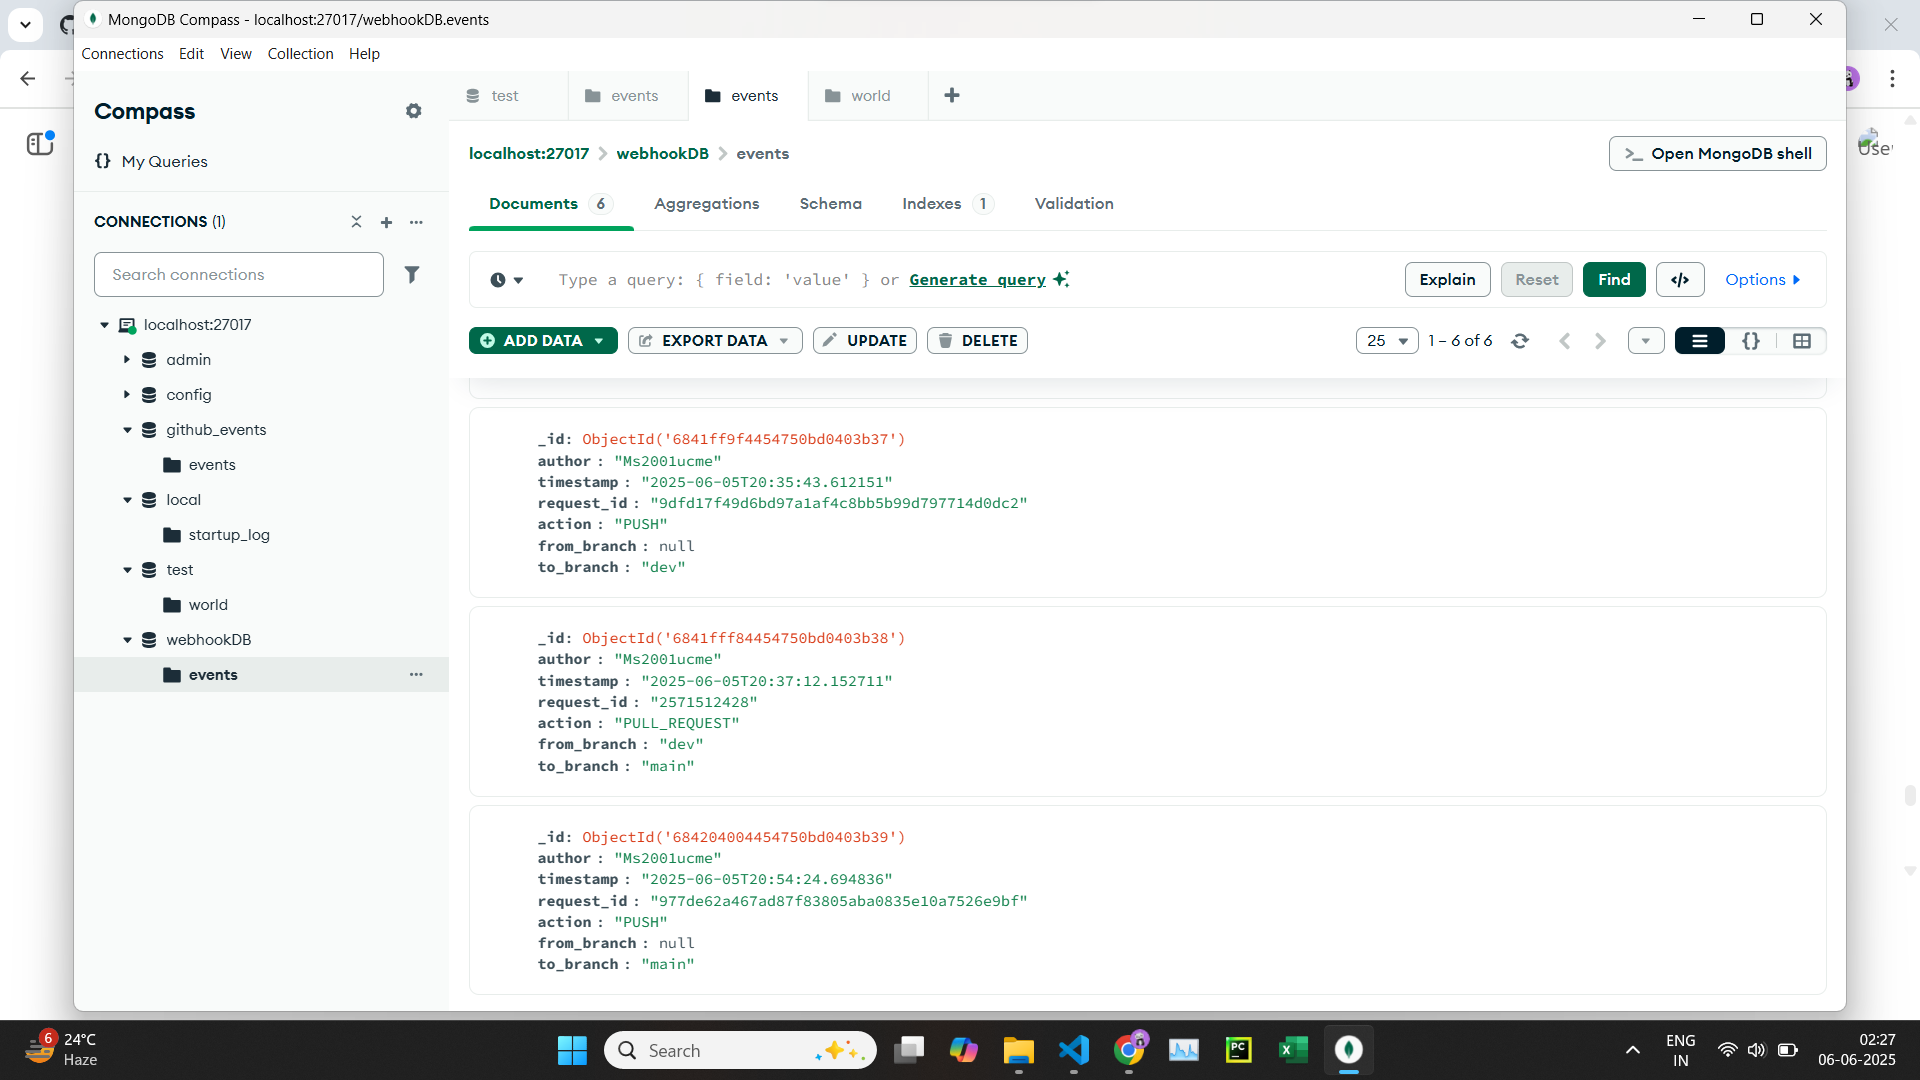 MongoDB Compass - localhost:27017/webhookDB.events
Connections Edit View Collection Help
Compass
My Queries
CONNECTIONS (1)
Search connections
localhost:27017
admin
config
github_events
events
local
startup_log
test
world
webhookDB
events
test
events
events
world
localhost:27017 webhookDB events
Open MongoDB shell
Documents 6 Aggregations Schema Indexes 1 Validation
Type a query: { field: 'value' } or Generate query
Explain Reset Find </> Options
ADD DATA EXPORT DATA UPDATE DELETE
25 1 – 6 of 6 {}
_id: ObjectId('6841ff9f4454750bd0403b37')
author : "Ms2001ucme"
timestamp : "2025-06-05T20:35:43.612151"
request_id : "9dfd17f49d6bd97a1af4c8bb5b99d797714d0dc2"
action : "PUSH"
from_branch : null
to_branch : "dev"
_id: ObjectId('6841fff84454750bd0403b38')
author : "Ms2001ucme"
timestamp : "2025-06-05T20:37:12.152711"
request_id : "2571512428"
action : "PULL_REQUEST"
from_branch : "dev"
to_branch : "main"
_id: ObjectId('684204004454750bd0403b39')
author : "Ms2001ucme"
timestamp : "2025-06-05T20:54:24.694836"
request_id : "977de62a467ad87f83805aba0835e10a7526e9bf"
action : "PUSH"
from_branch : null
to_branch : "main"
Use
6
24°C
Haze
Search
PC
ENG
IN
02:27
06-06-2025